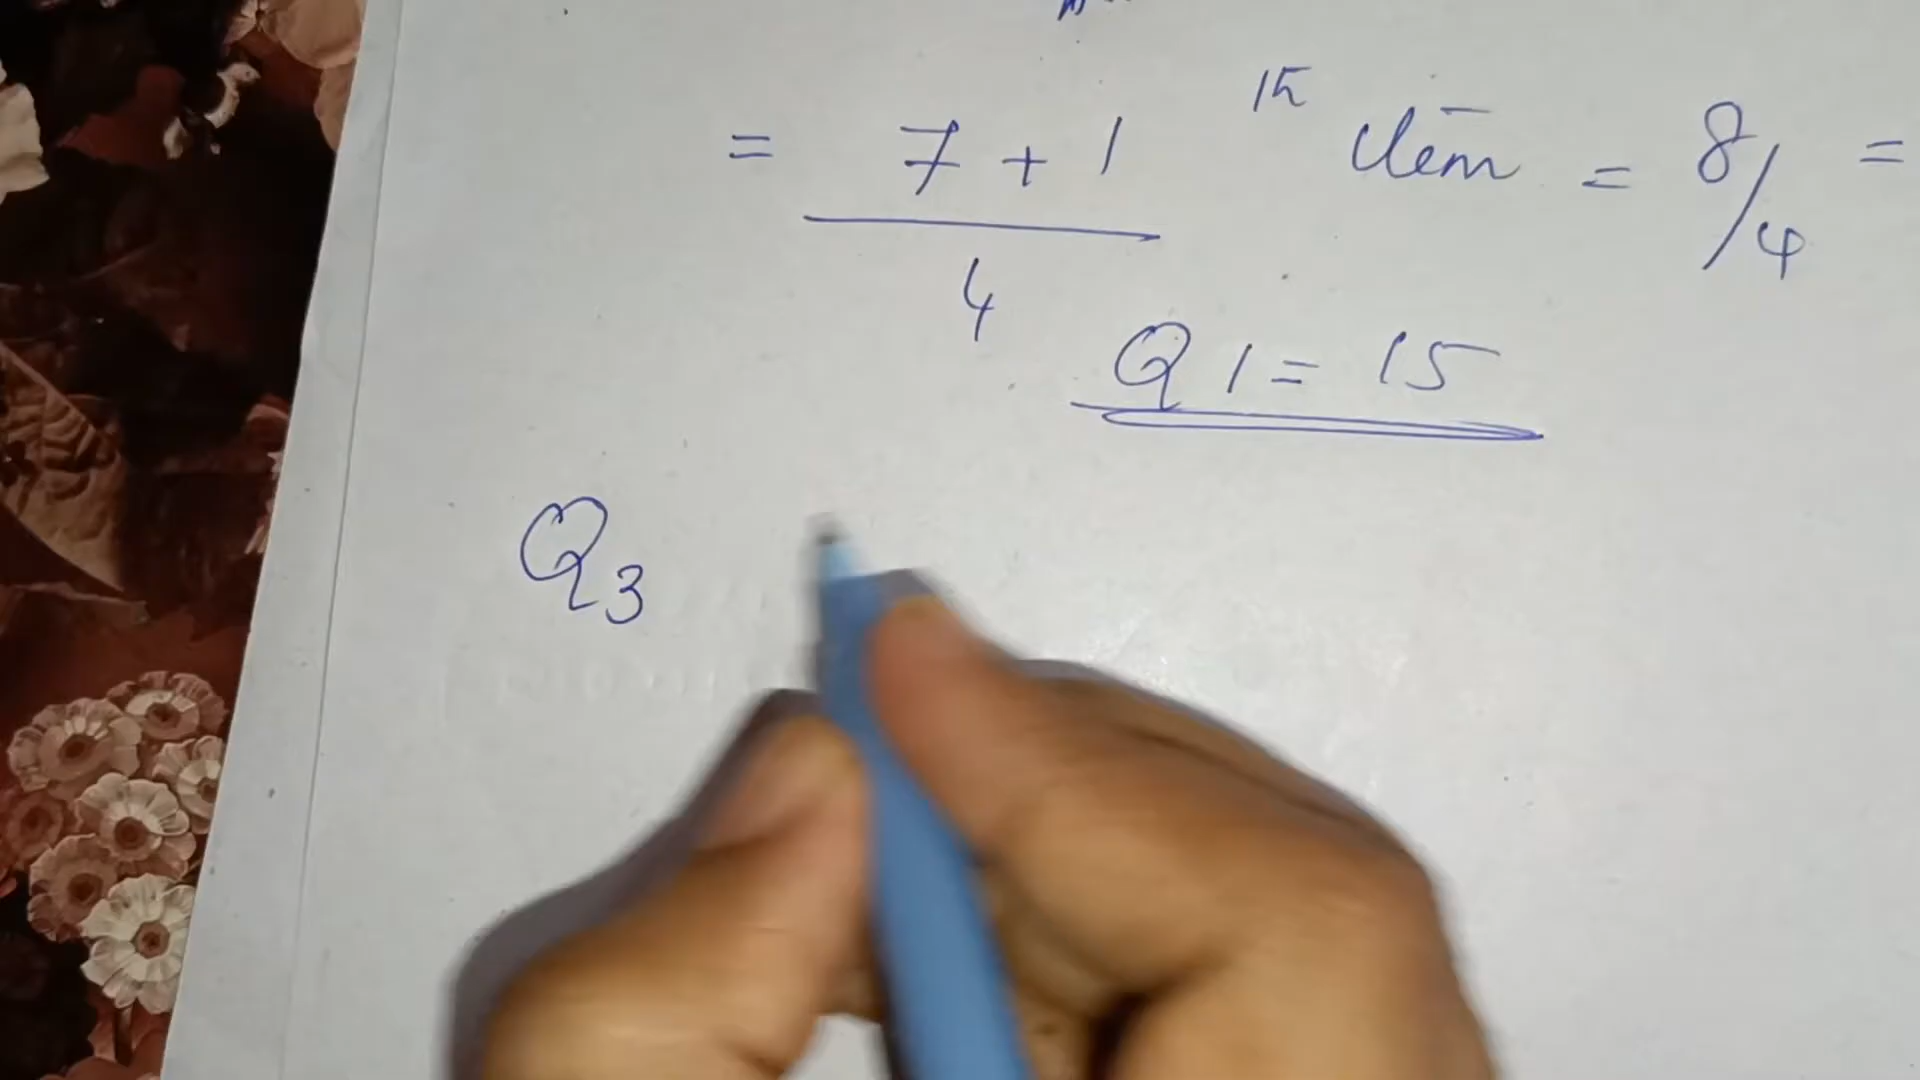 = 7 + 1 th item = 8/4 =
4
Q1 = 15
Q3